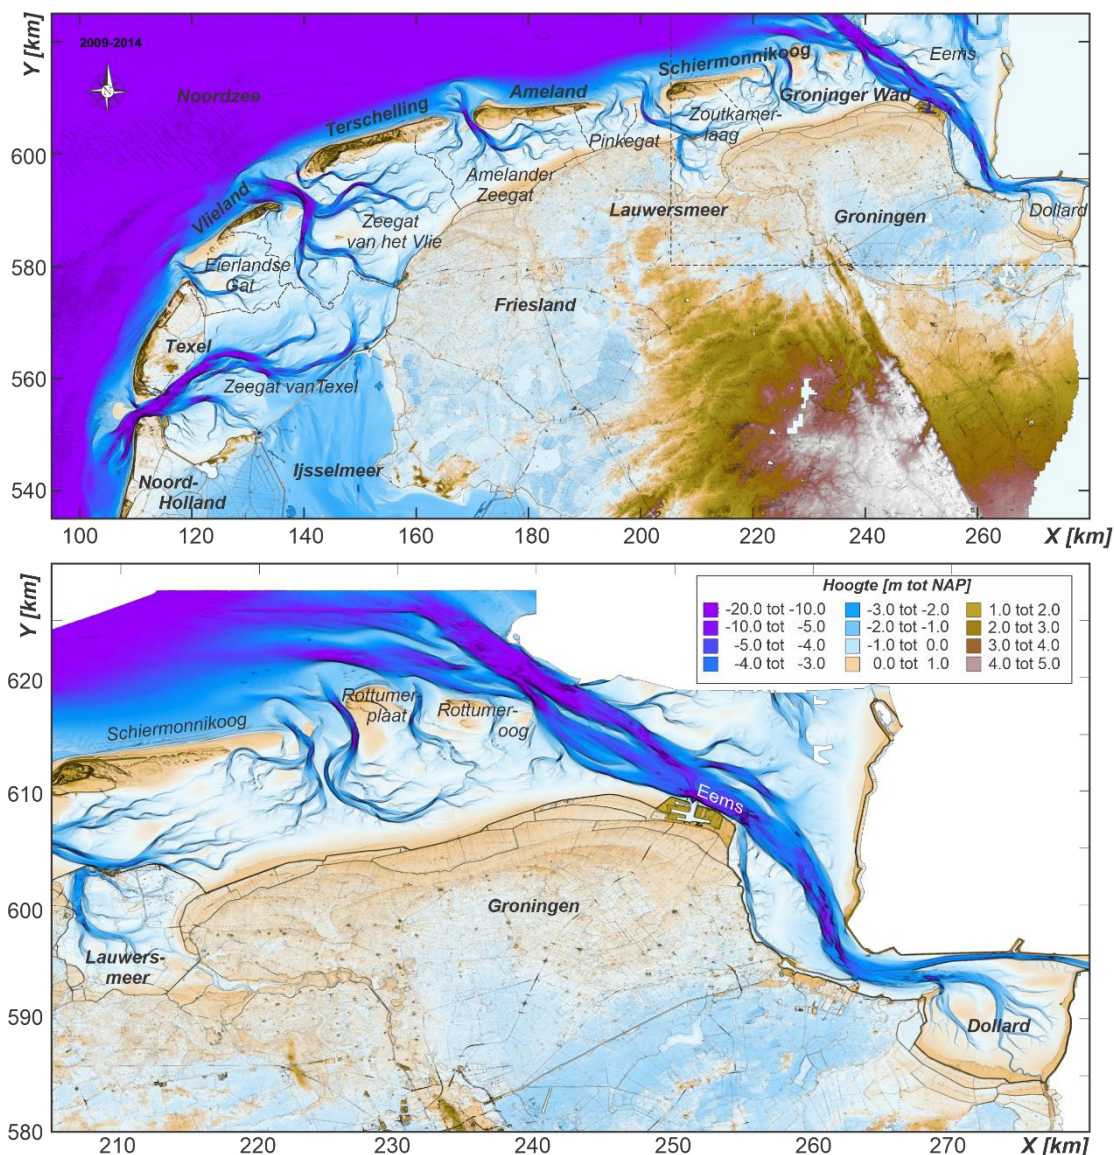 Y [km]
2009-2014
N
Noordzee
Eems
Schiermonnikoog
Ameland
Groninger Wad
Terschelling
Zoutkamer-
laag
Pinkegat
600
Amelander
Zeegat
Vlieland
Lauwersmeer
Groningen
Dollard
Zeegat
van het Vlie
580
Eierlandse
Gat
Friesland
Texel
560
Zeegat vanTexel
Ijsselmeer
Noord-
Holland
540
100 120 140 160 180 200 220 240 260 X [km]
Y [km]
Hoogte [m tot NAP]
-20.0 tot -10.0 -3.0 tot -2.0 1.0 tot 2.0
-10.0 tot -5.0 -2.0 tot -1.0 2.0 tot 3.0
-5.0 tot -4.0 -1.0 tot 0.0 3.0 tot 4.0
-4.0 tot -3.0 0.0 tot 1.0 4.0 tot 5.0
620
Rottumer-
plaat
Rottumer-
oog
Schiermonnikoog
610
Eems
600
Groningen
Lauwers-
meer
590
Dollard
580
210 220 230 240 250 260 270 X [km]